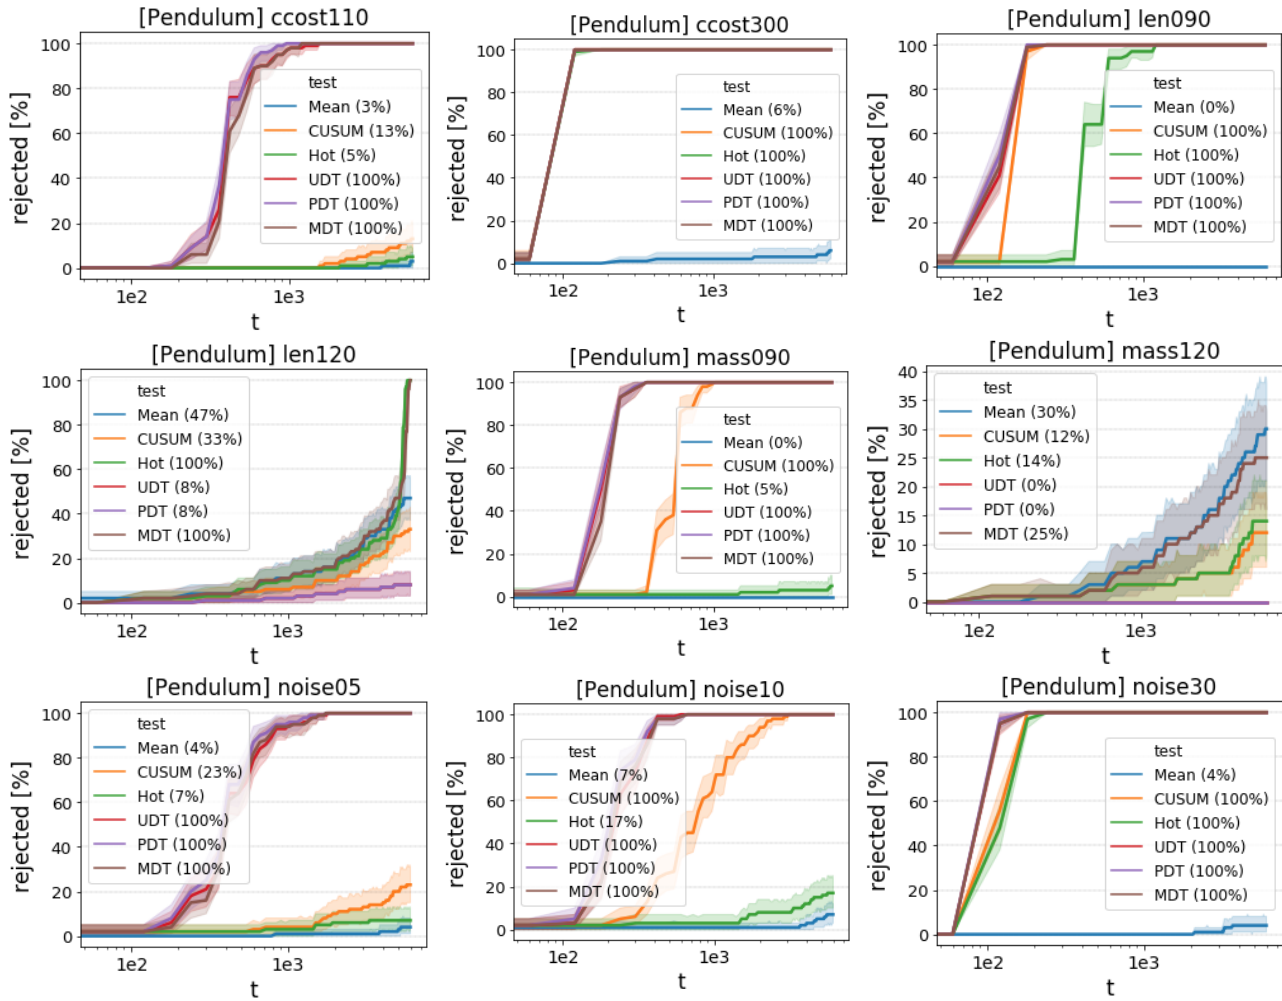 [Pendulum] ccost110
rejected [%]
100
80
60
40
20
0
test
Mean (3%)
CUSUM (13%)
Hot (5%)
UDT (100%)
PDT (100%)
MDT (100%)
1e2 1e3
t
[Pendulum] ccost300
rejected [%]
100
80
60
40
20
0
test
Mean (6%)
CUSUM (100%)
Hot (100%)
UDT (100%)
PDT (100%)
MDT (100%)
1e2 1e3
t
[Pendulum] len090
rejected [%]
100
80
60
40
20
0
test
Mean (0%)
CUSUM (100%)
Hot (100%)
UDT (100%)
PDT (100%)
MDT (100%)
1e2 1e3
t
[Pendulum] len120
rejected [%]
100
80
60
40
20
0
test
Mean (47%)
CUSUM (33%)
Hot (100%)
UDT (8%)
PDT (8%)
MDT (100%)
1e2 1e3
t
[Pendulum] mass090
rejected [%]
100
80
60
40
20
0
test
Mean (0%)
CUSUM (100%)
Hot (5%)
UDT (100%)
PDT (100%)
MDT (100%)
1e2 1e3
t
[Pendulum] mass120
rejected [%]
40
35
30
25
20
15
10
5
0
test
Mean (30%)
CUSUM (12%)
Hot (14%)
UDT (0%)
PDT (0%)
MDT (25%)
1e2 1e3
t
[Pendulum] noise05
rejected [%]
100
80
60
40
20
0
test
Mean (4%)
CUSUM (23%)
Hot (7%)
UDT (100%)
PDT (100%)
MDT (100%)
1e2 1e3
t
[Pendulum] noise10
rejected [%]
100
80
60
40
20
0
test
Mean (7%)
CUSUM (100%)
Hot (17%)
UDT (100%)
PDT (100%)
MDT (100%)
1e2 1e3
t
[Pendulum] noise30
rejected [%]
100
80
60
40
20
0
test
Mean (4%)
CUSUM (100%)
Hot (100%)
UDT (100%)
PDT (100%)
MDT (100%)
1e2 1e3
t